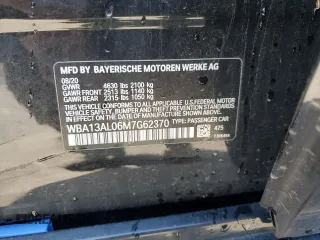 MFD BY BAYERISCHE MOTOREN WERKE AG
08/20
GVWR 4630 lbs 2100 kg
GAWR FRONT 2513 lbs 1140 kg
GAWR REAR 2315 lbs 1050 kg
THIS VEHICLE CONFORMS TO ALL APPLICABLE U.S. FEDERAL MOTOR
VEHICLE SAFETY, BUMPER, AND THEFT PREVENTION STANDARDS
IN EFFECT ON THE DATE OF MANUFACTURE SHOWN ABOVE.
WBA13AL06M7G62370 TYPE: PASSENGER CAR
475